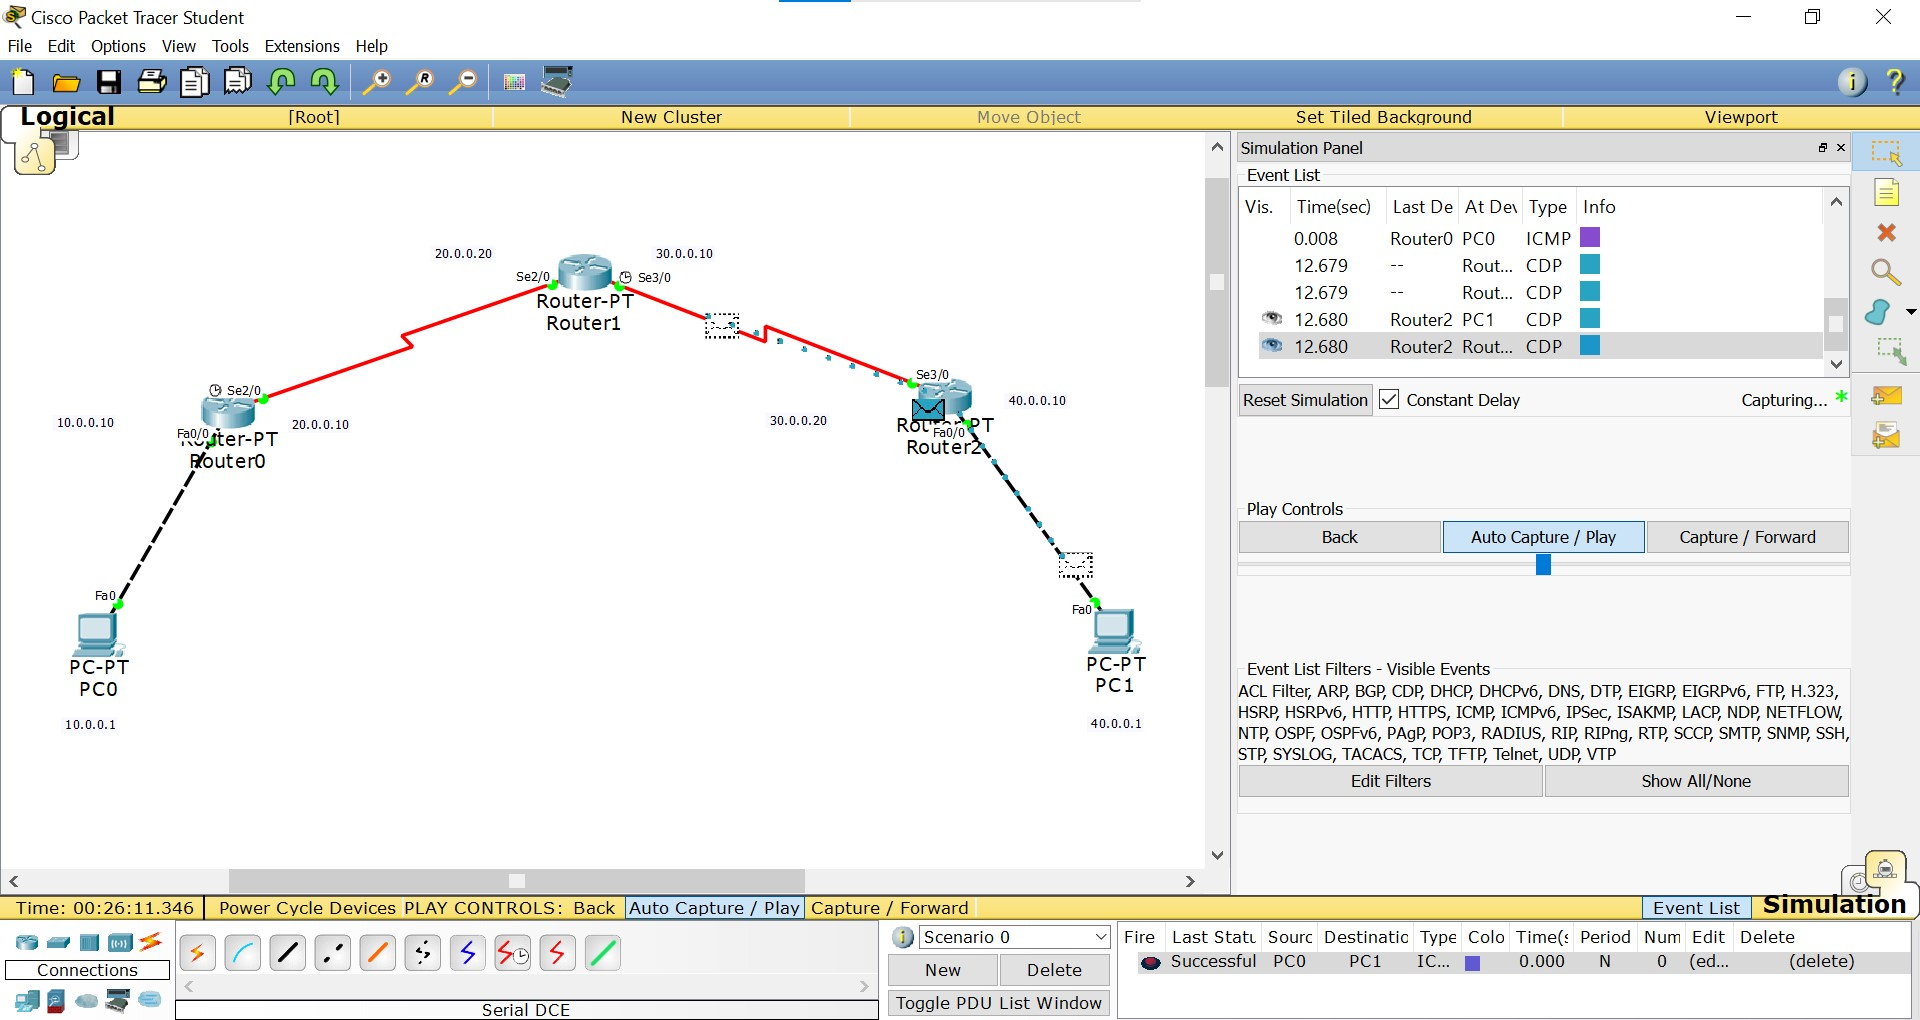 Cisco Packet Tracer Student
File Edit Options View Tools Extensions Help
Logical [Root] New Cluster Move Object Set Tiled Background Viewport
20.0.0.20
30.0.0.10
Se2/0
Se3/0
Router-PT
Router1
Se2/0
10.0.0.10
20.0.0.10
Fa0/0
Router-PT
Router0
Se3/0
40.0.0.10
30.0.0.20
Router-PT
Fa0/0
Router2
Fa0
PC-PT
PC0
10.0.0.1
Fa0
PC-PT
PC1
40.0.0.1
Simulation Panel
Event List
Vis. Time(sec) Last De At Dev Type Info
0.008 Router0 PC0 ICMP
12.679 -- Rout... CDP
12.679 -- Rout... CDP
12.680 Router2 PC1 CDP
12.680 Router2 Rout... CDP
Reset Simulation Constant Delay Capturing... *
Play Controls
Back Auto Capture / Play Capture / Forward
Event List Filters - Visible Events
ACL Filter, ARP, BGP, CDP, DHCP, DHCPv6, DNS, DTP, EIGRP, EIGRPv6, FTP, H.323,
HSRP, HSRPv6, HTTP, HTTPS, ICMP, ICMPv6, IPSec, ISAKMP, LACP, NDP, NETFLOW,
NTP, OSPF, OSPFv6, PAgP, POP3, RADIUS, RIP, RIPng, RTP, SCCP, SMTP, SNMP, SSH,
STP, SYSLOG, TACACS, TCP, TFTP, Telnet, UDP, VTP
Edit Filters Show All/None
Time: 00:26:11.346 Power Cycle Devices PLAY CONTROLS: Back Auto Capture / Play Capture / Forward Event List Simulation
Connections
Serial DCE
Scenario 0
New Delete
Toggle PDU List Window
Fire Last Statu Sourc Destinatic Type Colo Time(s Period Num Edit Delete
Successful PC0 PC1 IC... 0.000 N 0 (ed... (delete)